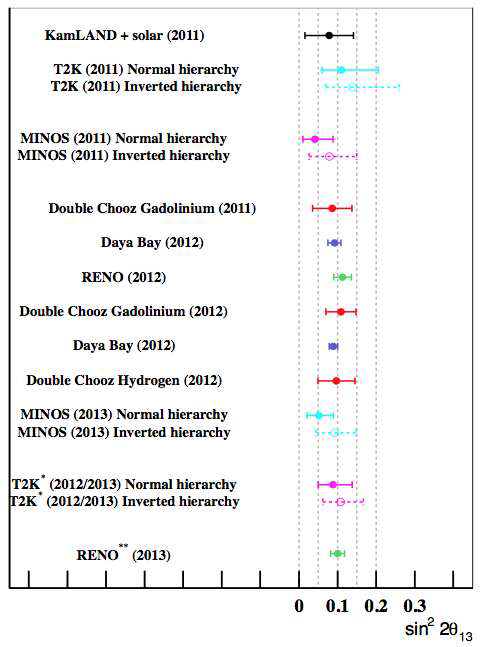 KamLAND + solar (2011)
T2K (2011) Normal hierarchy
T2K (2011) Inverted hierarchy
MINOS (2011) Normal hierarchy
MINOS (2011) Inverted hierarchy
Double Chooz Gadolinium (2011)
Daya Bay (2012)
RENO (2012)
Double Chooz Gadolinium (2012)
Daya Bay (2012)
Double Chooz Hydrogen (2012)
MINOS (2013) Normal hierarchy
MINOS (2013) Inverted hierarchy
T2K* (2012/2013) Normal hierarchy
T2K* (2012/2013) Inverted hierarchy
RENO** (2013)
0 0.1 0.2 0.3
sin² 2θ₁₃